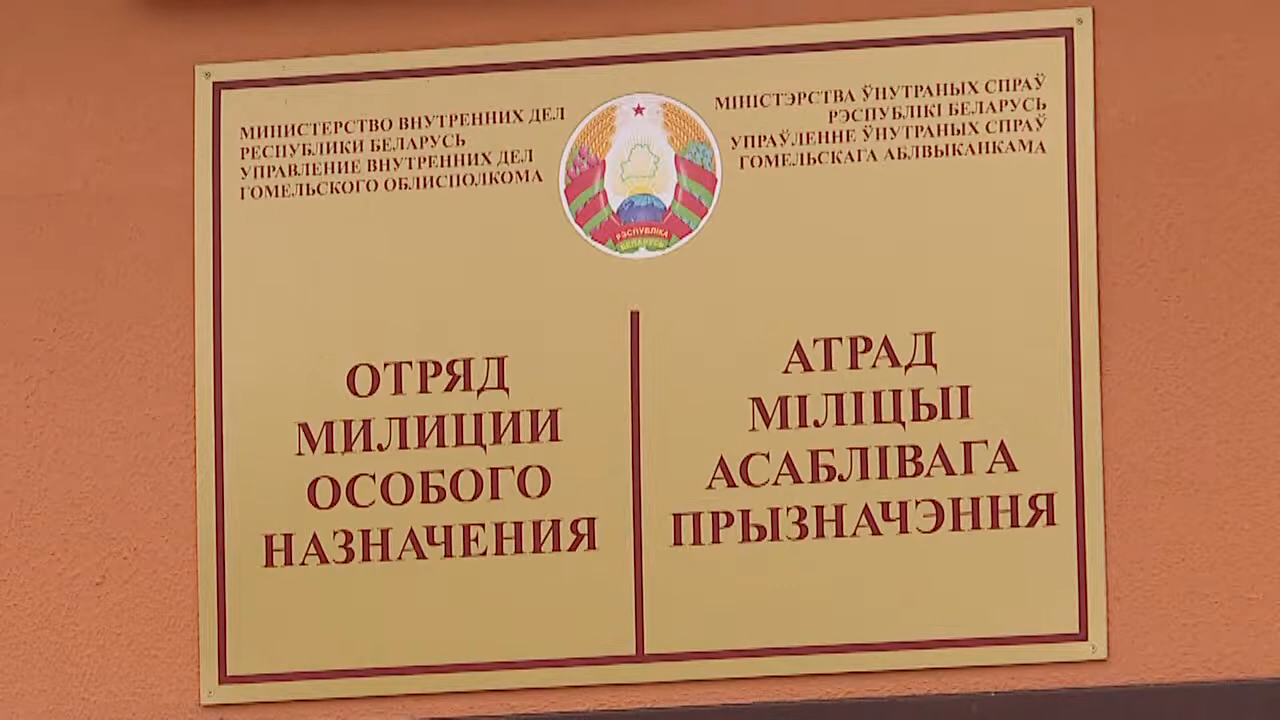 МИНИСТЕРСТВО ВНУТРЕННИХ ДЕЛ
РЕСПУБЛИКИ БЕЛАРУСЬ
УПРАВЛЕНИЕ ВНУТРЕННИХ ДЕЛ
ГОМЕЛЬСКОГО ОБЛИСПОЛКОМА
РЭСПУБЛІКА
БЕЛАРУСЬ
МІНІСТЭРСТВА ЎНУТРАНЫХ СПРАЎ
РЭСПУБЛІКІ БЕЛАРУСЬ
УПРАЎЛЕННЕ ЎНУТРАНЫХ СПРАЎ
ГОМЕЛЬСКАГА АБЛВЫКАНКАМА
ОТРЯД
МИЛИЦИИ
ОСОБОГО
НАЗНАЧЕНИЯ
АТРАД
МІЛІЦЫІ
АСАБЛІВАГА
ПРЫЗНАЧЭННЯ